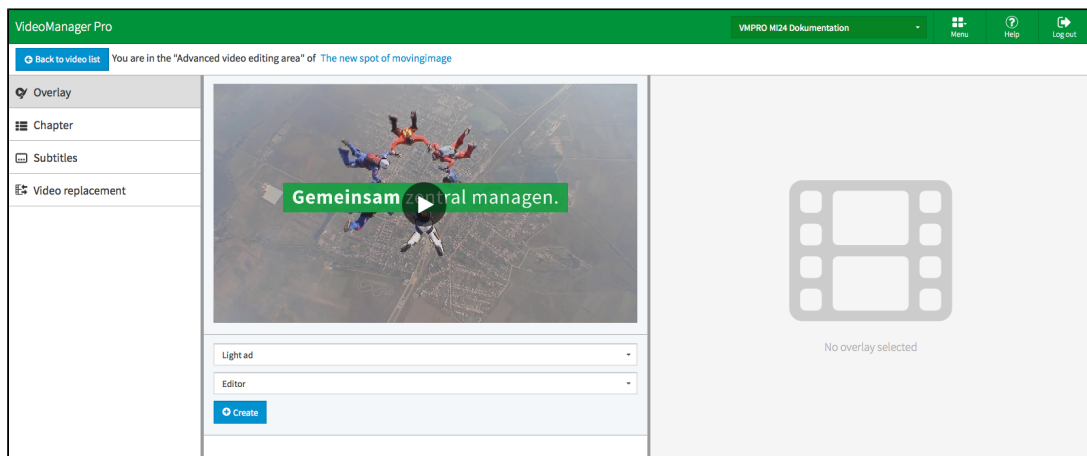 VideoManager Pro
VMPRO MI24 Dokumentation
Menu
Help
Log out
Back to video list
You are in the "Advanced video editing area" of The new spot of movingimage
Overlay
Chapter
Subtitles
Video replacement
Gemeinsam zentral managen.
No overlay selected
Light ad
Editor
Create